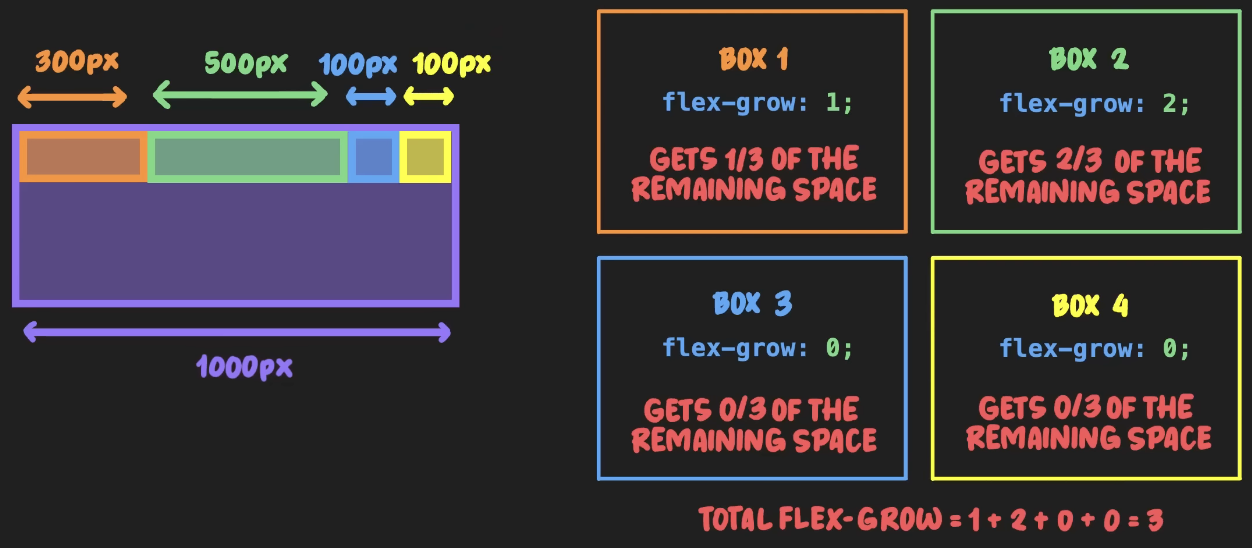 300px
500px
100px
100px
1000px
BOX 1
flex-grow: 1;
GETS 1/3 OF THE
REMAINING SPACE
BOX 2
flex-grow: 2;
GETS 2/3 OF THE
REMAINING SPACE
BOX 3
flex-grow: 0;
GETS 0/3 OF THE
REMAINING SPACE
BOX 4
flex-grow: 0;
GETS 0/3 OF THE
REMAINING SPACE
TOTAL FLEX-GROW = 1 + 2 + 0 + 0 = 3